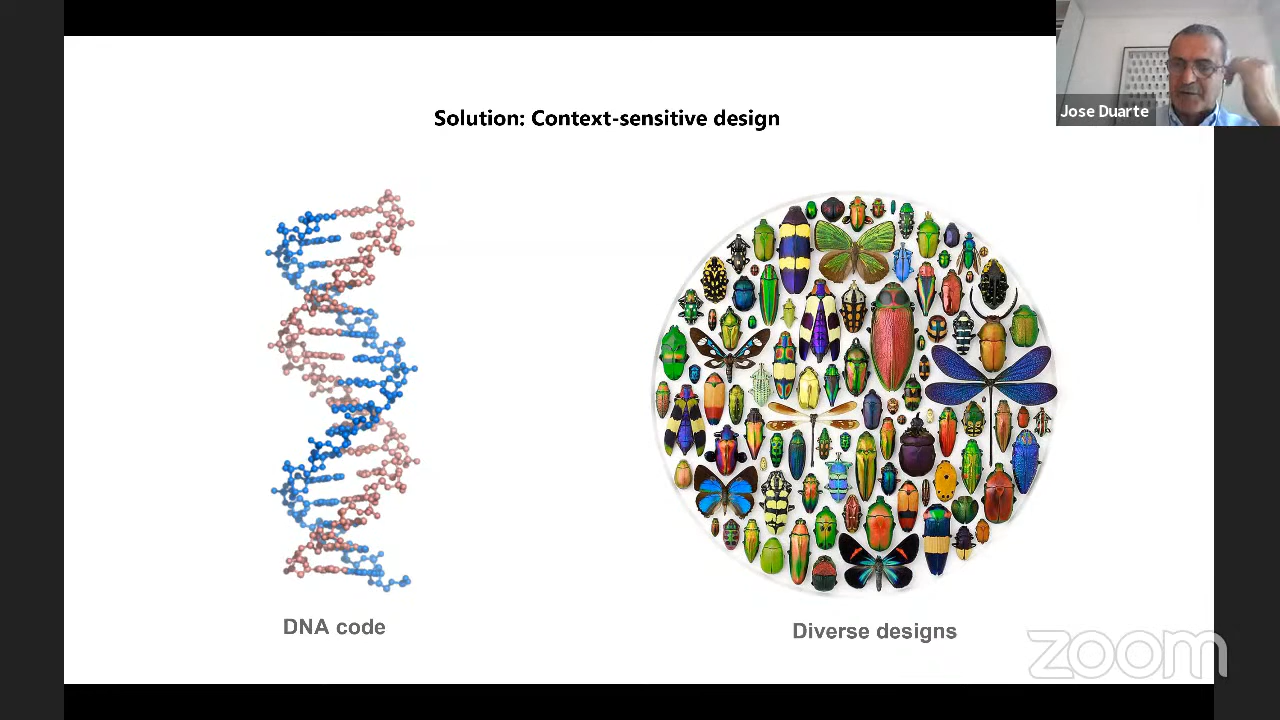 Solution: Context-sensitive design
Jose Duarte
DNA code
Diverse designs
zoom